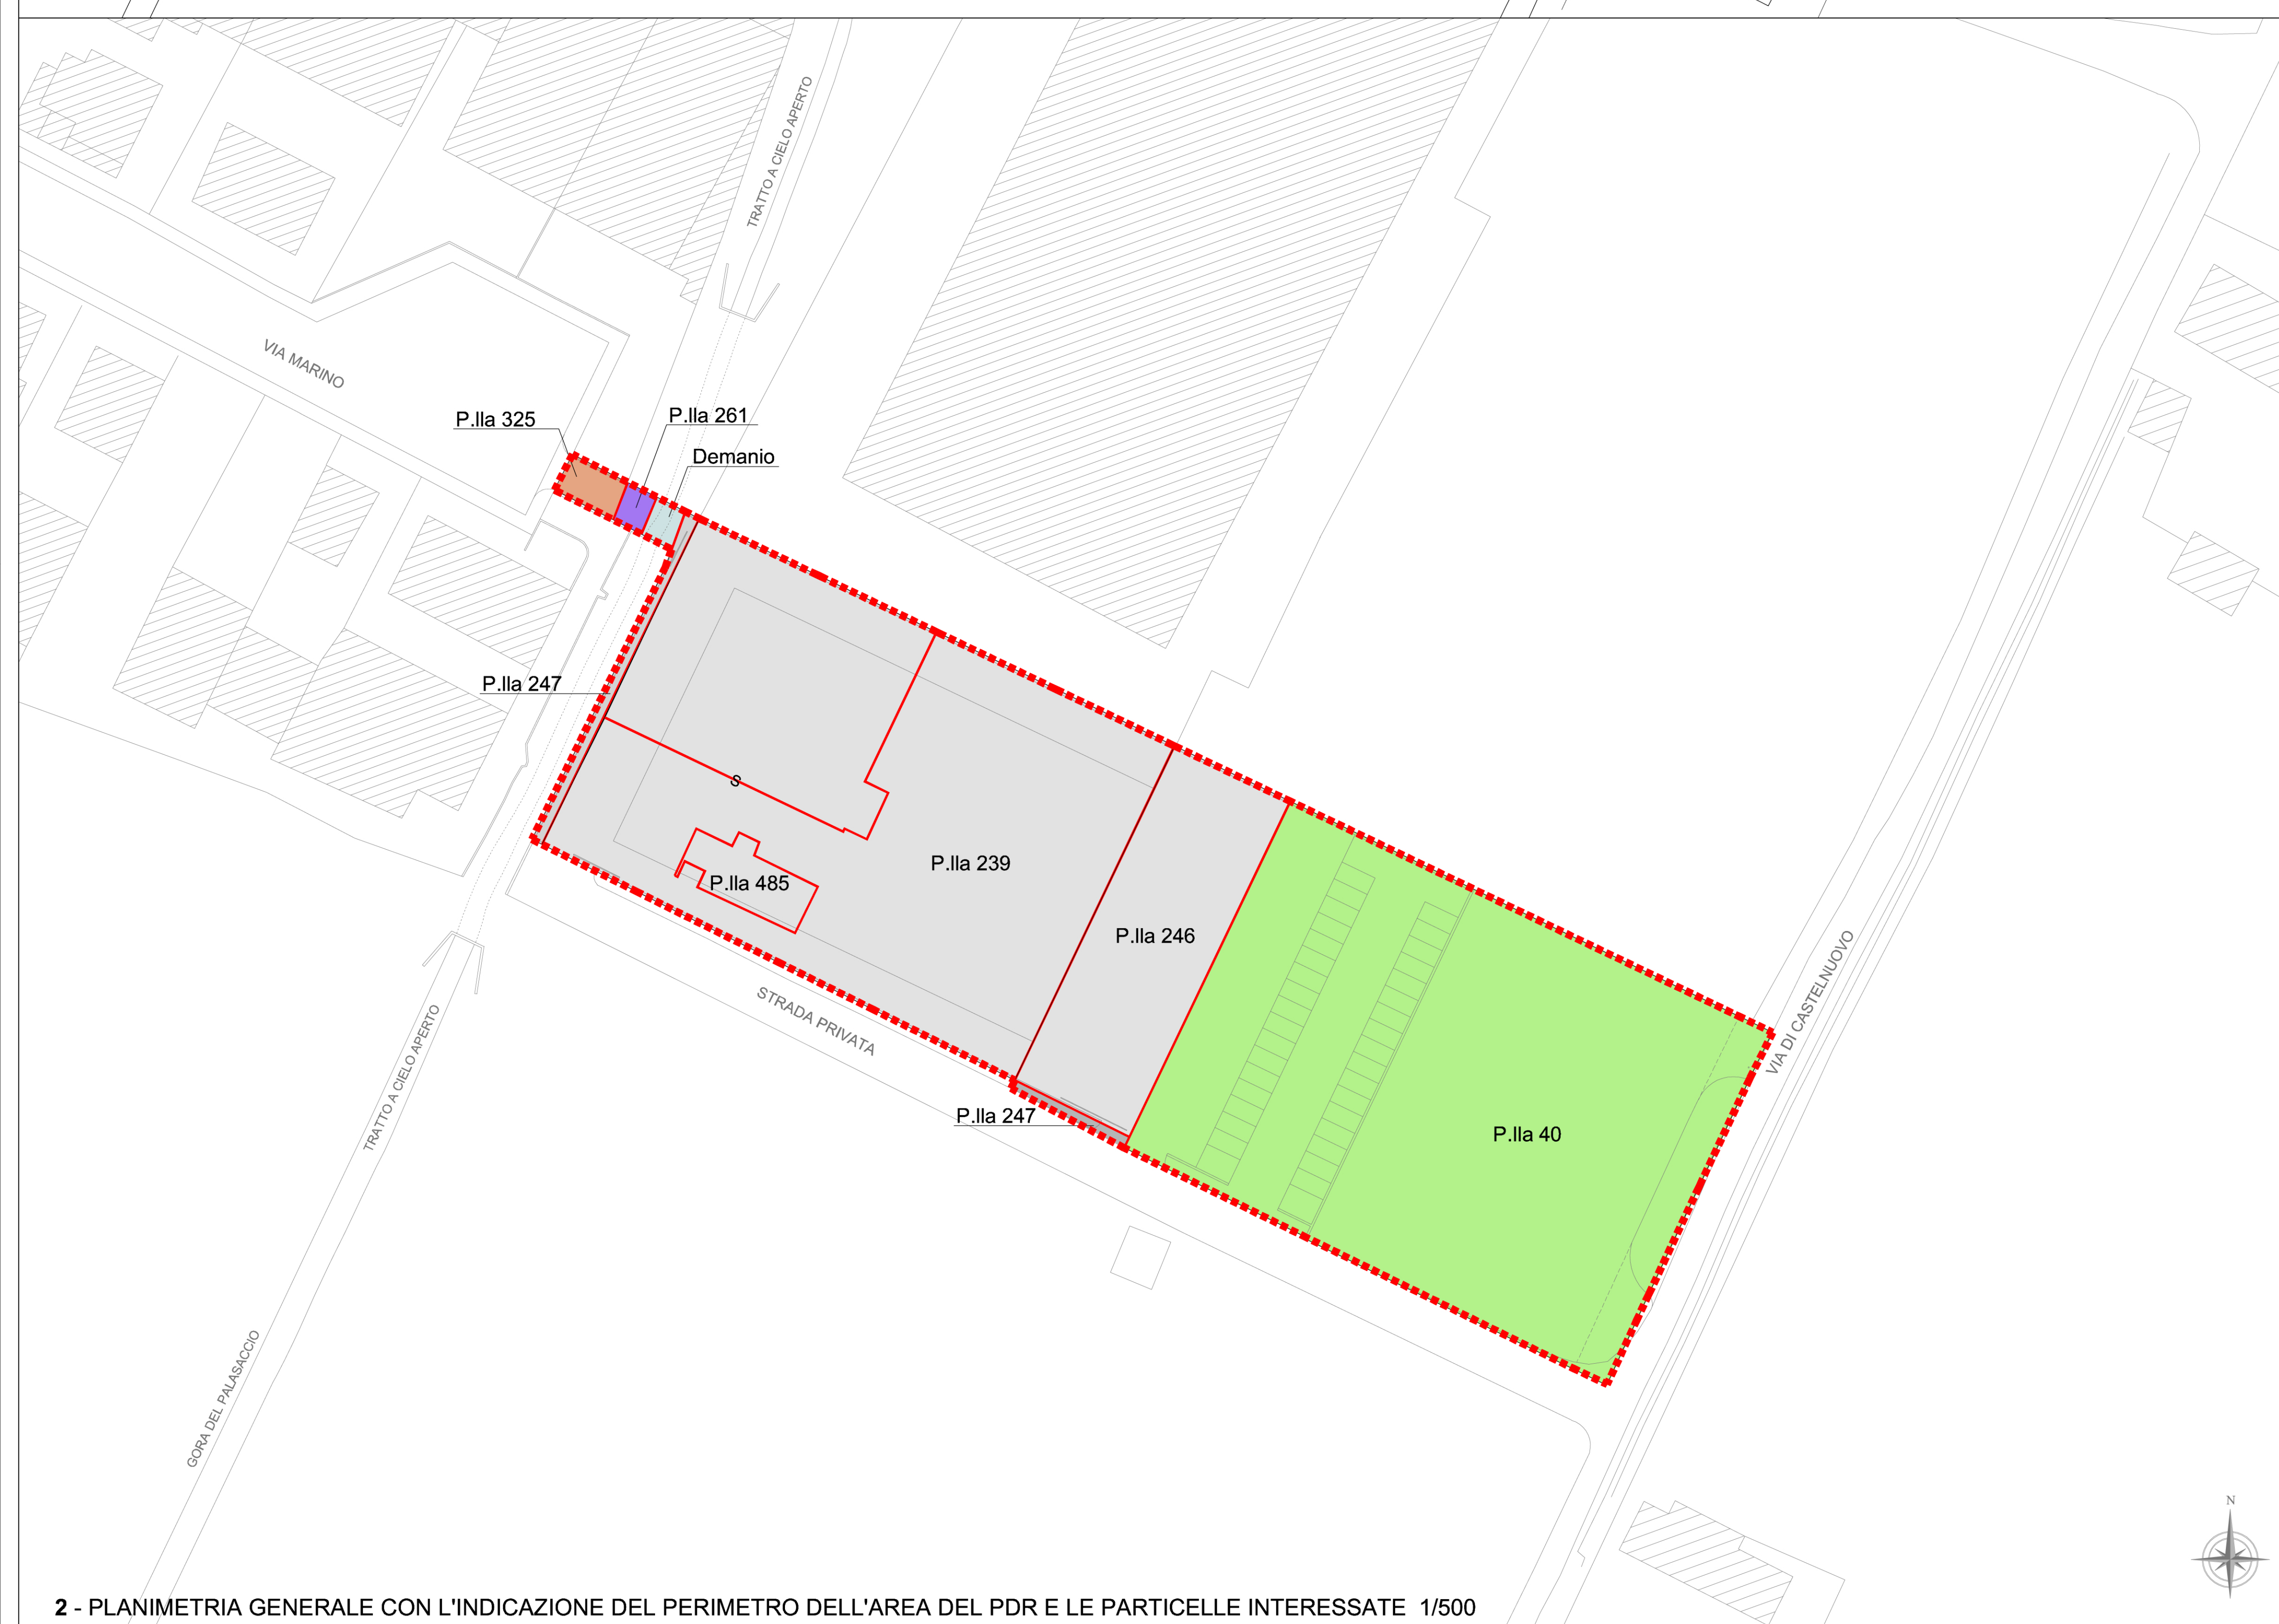 TRATTO A CIELO APERTO
VIA MARINO
P.lla 325
P.lla 261
Demanio
P.lla 247
S
P.lla 239
P.lla 485
P.lla 246
STRADA PRIVATA
VIA DI CASTELNUOVO
TRATTO A CIELO APERTO
P.lla 247
P.lla 40
GORA DEL PALASACCIO
N
2 - PLANIMETRIA GENERALE CON L'INDICAZIONE DEL PERIMETRO DELL'AREA DEL PDR E LE PARTICELLE INTERESSATE 1/500